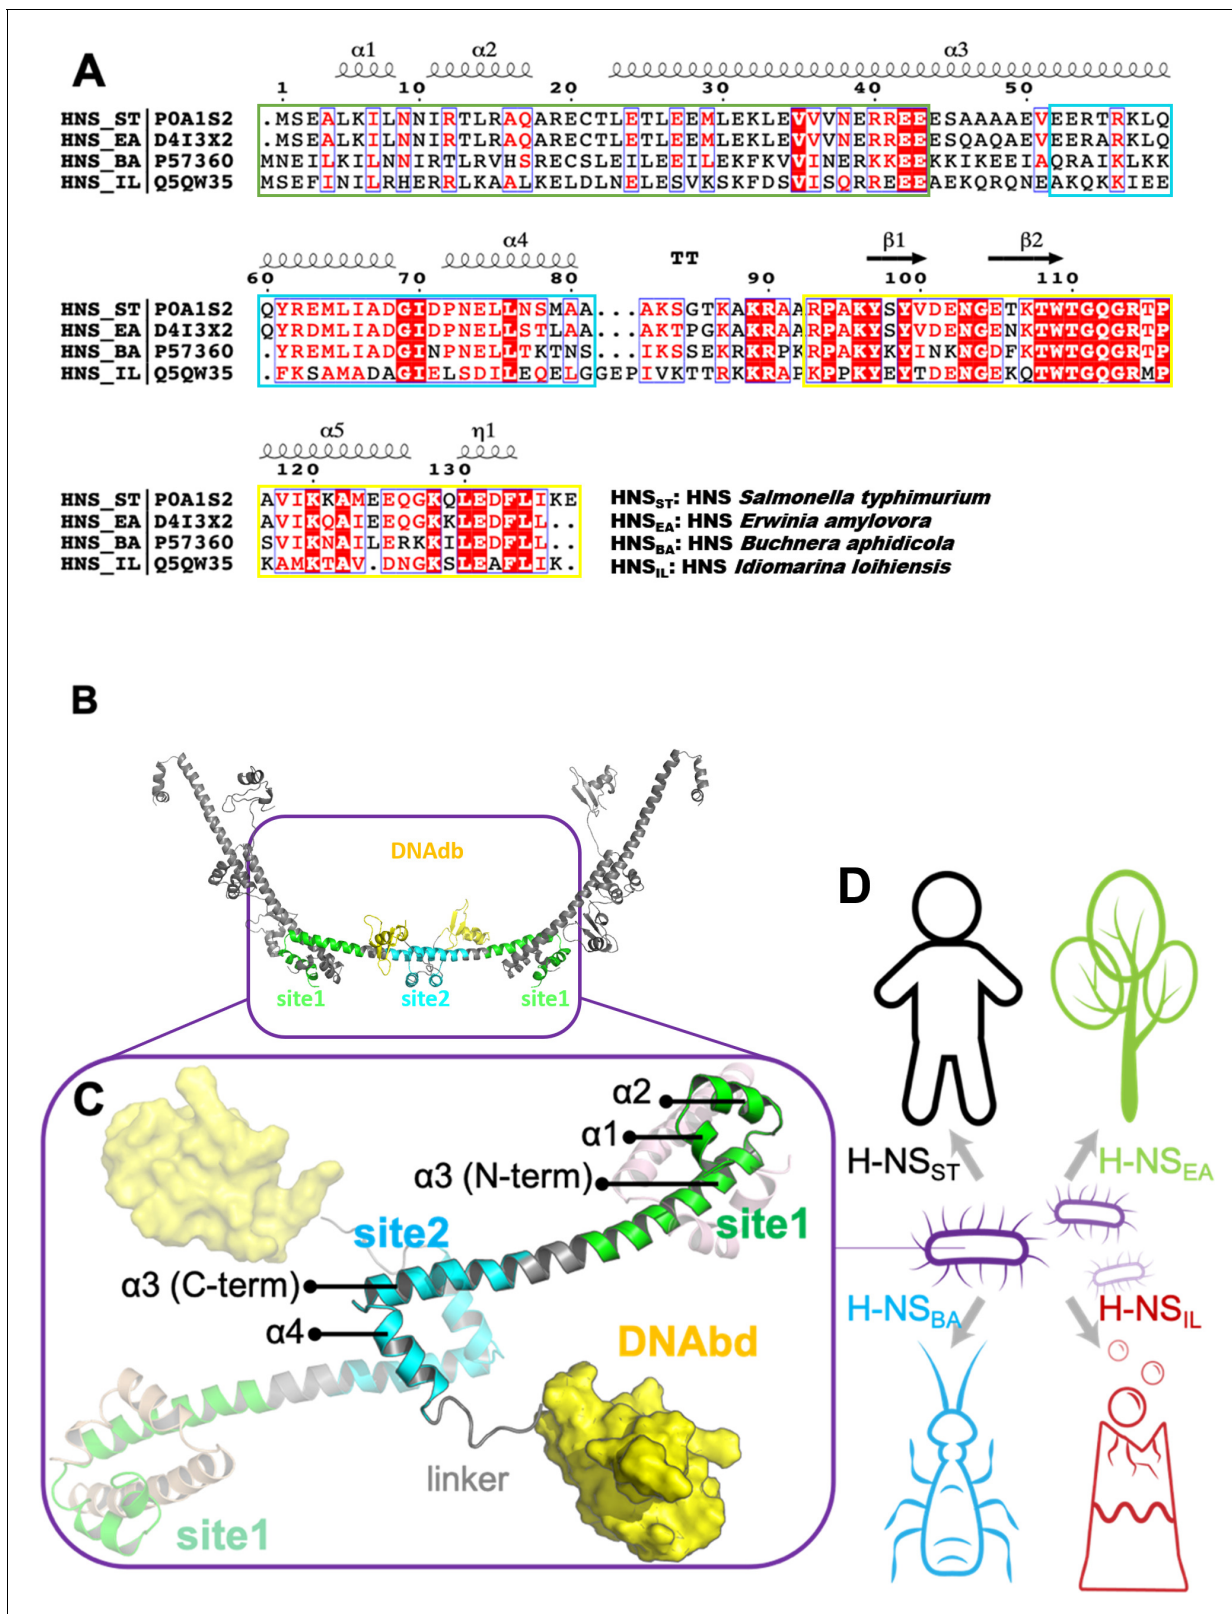 A
α1 α2 α3
1 10 20 30 40 50
HNS_ST P0A1S2 .MSEALKILNNIRTLRAQARECTLETLEEMLEKLEVVVNERREEESAAAAEVEERTRKLQ
HNS_EA D4I3X2 .MSEALKILNNIRTLRAQARECTLETLEEMLEKLEVVVNERREEESQAQAEVEERARKLQ
HNS_BA P57360 MNEILKILNNIRTLRVHSRECSLEILEEILEKFKVVINERKKEEKKIKEEIAQRAIKLKK
HNS_IL Q5QW35 MSEFINILRHERRLKAALKELDLNELESVKSKFDSVISQRREEEAEKQRQNEAKQKKIEE
α4 TT β1 β2
60 70 80 90 100 110
HNS_ST P0A1S2 QYREMLIADGIDPNELLNSMAA...AKSGTKAKRAARPAKYSYVDENGETKTWTGQGRTP
HNS_EA D4I3X2 QYRDMLIADGIDPNELLSTLAA...AKTPGKAKRAARPAKYSYVDENGENKTWTGQGRTP
HNS_BA P57360 .YREMLIADGINPNELLTKTNS...IKSSEKRKRPKRPAKYKYINKNGDFKTWTGQGRTP
HNS_IL Q5QW35 .FKSAMADAGIELSDILEQELGGEPIVKTTRKKRAPKPPKYEYTDENGEKQTWTGQGRMP
α5 η1
120 130
HNS_ST P0A1S2 AVIKKAMEEQGKQLEDFLIKE
HNS_EA D4I3X2 AVIKQAIEEQGKKLEDFLL..
HNS_BA P57360 SVIKNAILERKKILEDFLL..
HNS_IL Q5QW35 KAMKTAV.DNGKSLEAFLIK.
HNSST: HNS Salmonella typhimurium
HNSEA: HNS Erwinia amylovora
HNSBA: HNS Buchnera aphidicola
HNSIL: HNS Idiomarina loihiensis
B
DNAdb
site1 site2 site1
C
α2
α1
α3 (N-term)
site1
site2
α3 (C-term)
α4
DNAbd
linker
site1
D
H-NSST H-NSEA
H-NSBA H-NSIL